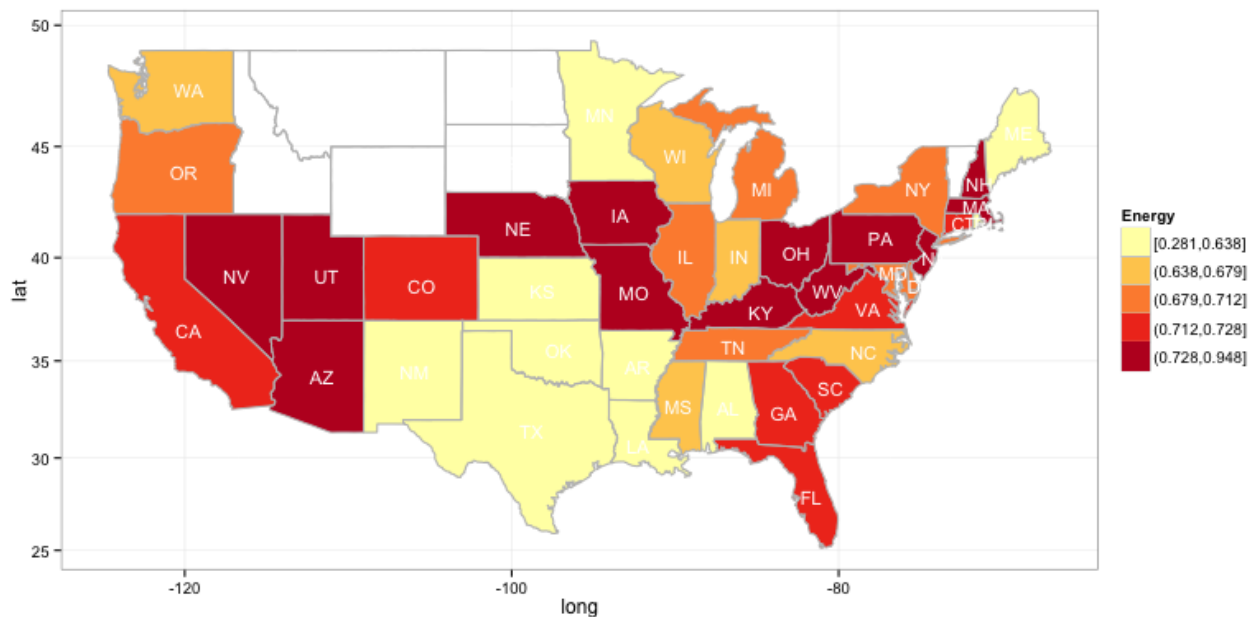 50
45
40
35
30
25
lat
-120
-100
-80
long
WA
OR
CA
NV
UT
AZ
CO
NM
NE
KS
OK
TX
MN
IA
MO
AR
LA
WI
IL
IN
MI
OH
KY
TN
MS
AL
GA
FL
SC
NC
VA
WV
PA
NY
MD
D
N
CT
MA
NH
ME
Energy
[0.281,0.638]
(0.638,0.679]
(0.679,0.712]
(0.712,0.728]
(0.728,0.948]